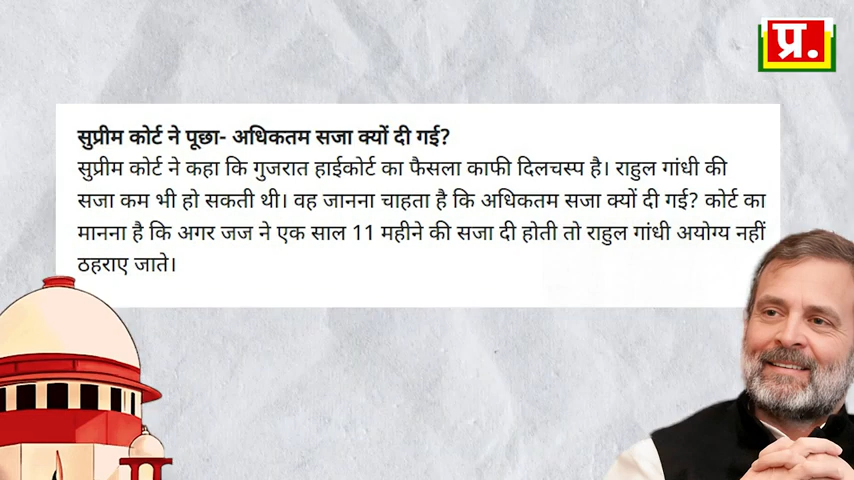 प्र.
सुप्रीम कोर्ट ने पूछा- अधिकतम सजा क्यों दी गई?
सुप्रीम कोर्ट ने कहा कि गुजरात हाईकोर्ट का फैसला काफी दिलचस्प है। राहुल गांधी की
सजा कम भी हो सकती थी। वह जानना चाहता है कि अधिकतम सजा क्यों दी गई? कोर्ट का
मानना है कि अगर जज ने एक साल 11 महीने की सजा दी होती तो राहुल गांधी अयोग्य नहीं
ठहराए जाते।